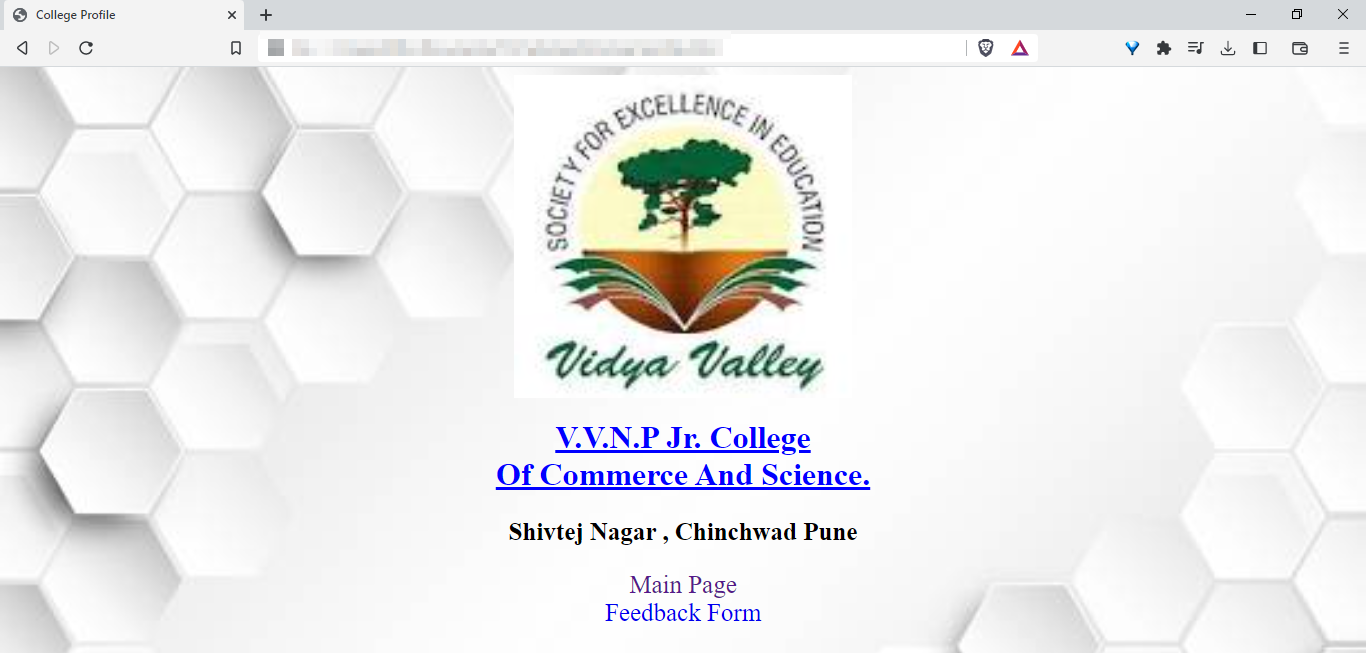 College Profile
SOCIETY FOR EXCELLENCE IN EDUCATION
Vidya Valley
V.V.N.P Jr. College
Of Commerce And Science.
Shivtej Nagar , Chinchwad Pune
Main Page
Feedback Form